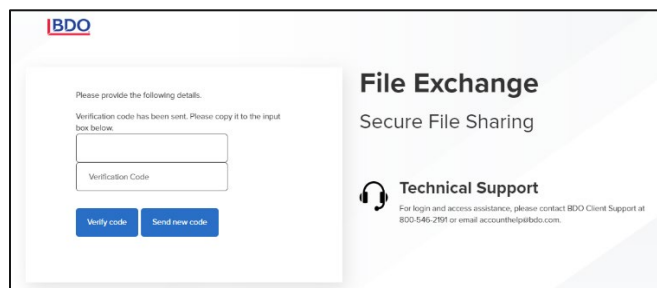 BDO
Please provide the following details.
Verification code has been sent. Please copy it to the input
box below.
Verification Code
Verify code
Send new code
File Exchange
Secure File Sharing
Technical Support
For login and access assistance, please contact BDO Client Support at
800-546-2191 or email accounthelp@bdo.com.